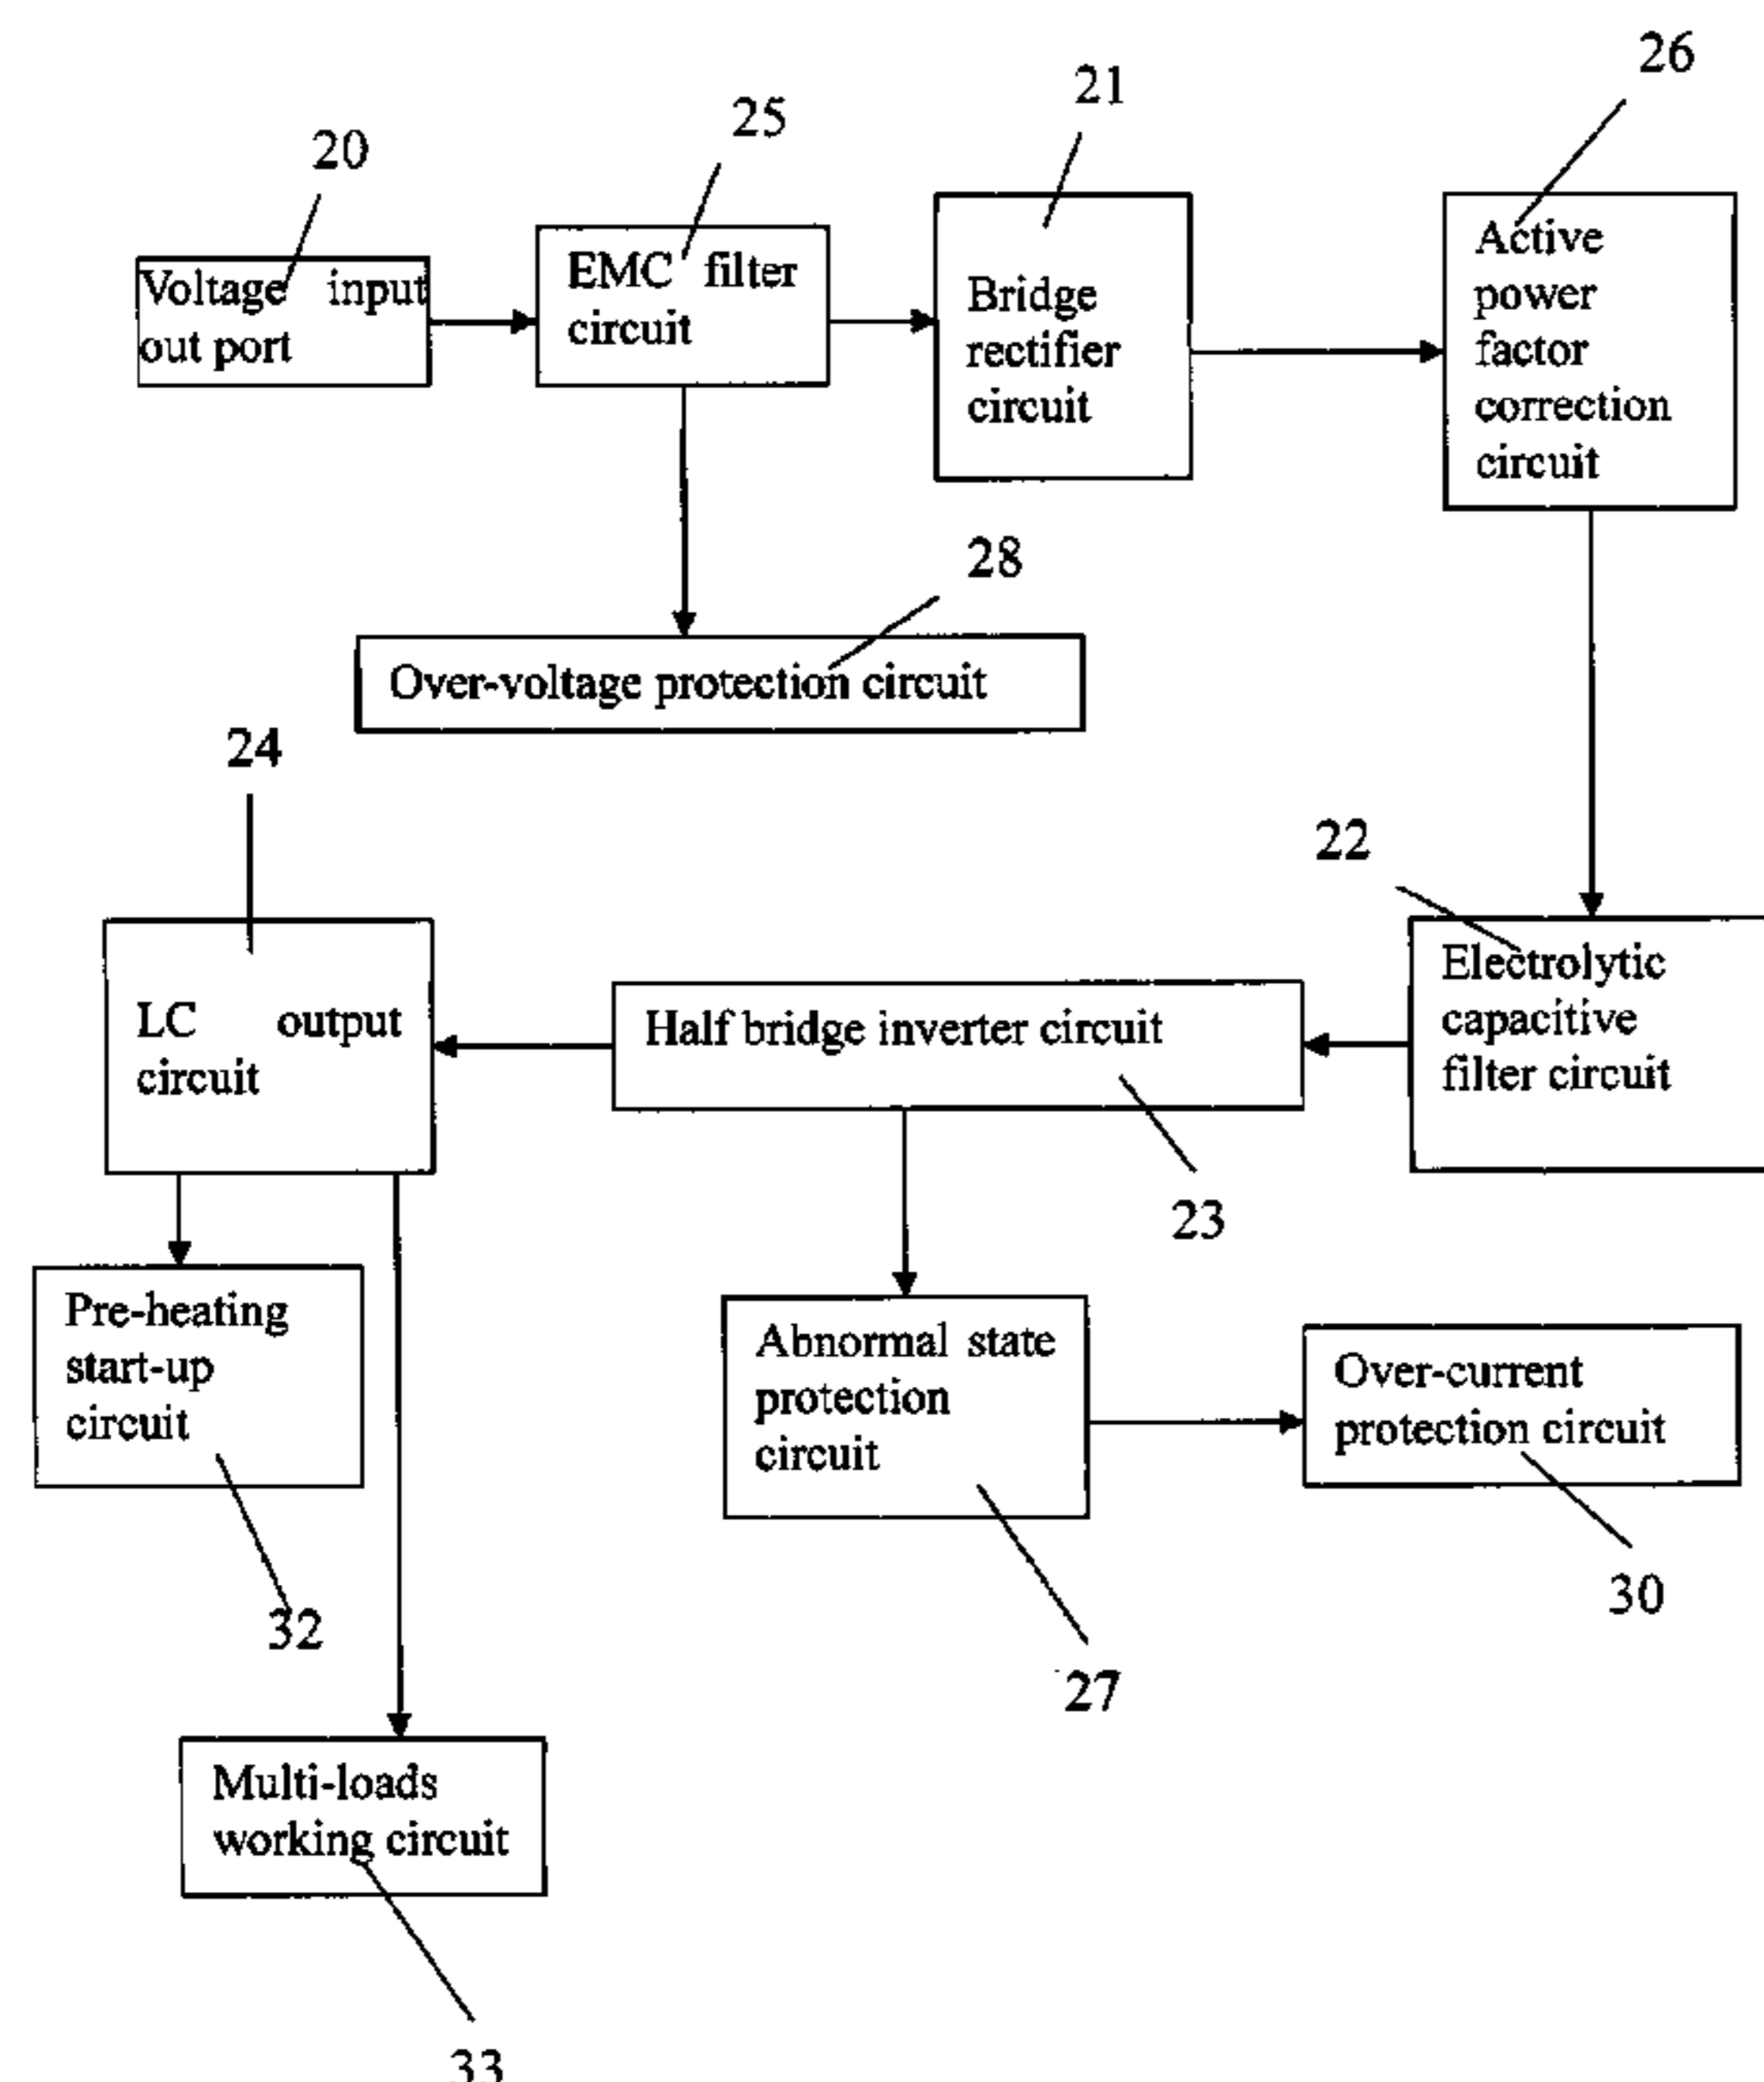 26
21
25
20
Active
power
factor
correction
circuit
EMC filter
circuit
Bridge
rectifier
circuit
Voltage input
out port
28
Over-voltage protection circuit
24
22
Electrolytic
capacitive
filter circuit
LC output
circuit
Half bridge inverter circuit
23
Pre-heating
start-up
circuit
Abnormal state
protection
circuit
Over-current
protection circuit
30
32
27
Multi-loads
working circuit
33